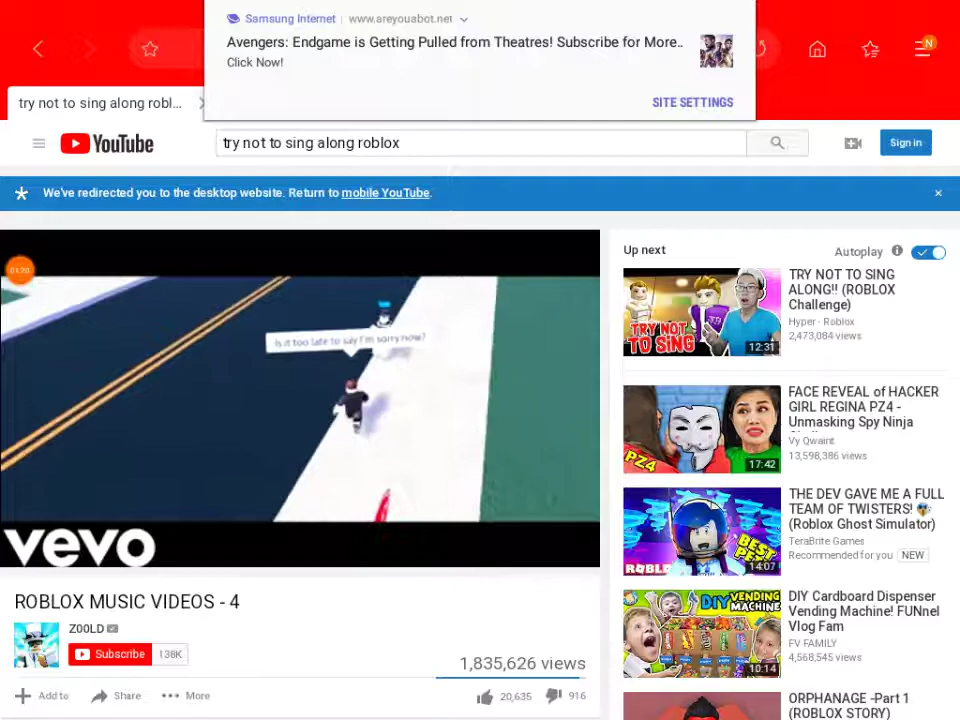 Samsung Internet | www.areyouabot.net
Avengers: Endgame is Getting Pulled from Theatres! Subscribe for More..
Click Now!
SITE SETTINGS
N
try not to sing along robl...
YouTube
try not to sing along roblox
Sign in
We've redirected you to the desktop website. Return to mobile YouTube.
01:20
Is it too late to say I'm sorry now?
vevo
ROBLOX MUSIC VIDEOS - 4
Z00LD
Subscribe 138K
1,835,626 views
Add to Share More
20,635 916
Up next
Autoplay
TRY NOT TO SING
12:31
TRY NOT TO SING
ALONG!! (ROBLOX
Challenge)
Hyper - Roblox
2,473,084 views
PZ4
17:42
FACE REVEAL of HACKER
GIRL REGINA PZ4 -
Unmasking Spy Ninja
Vy Qwaint
13,598,386 views
BEST
ROBLOX
14:07
THE DEV GAVE ME A FULL
TEAM OF TWISTERS!
(Roblox Ghost Simulator)
TeraBrite Games
Recommended for you NEW
DIY VENDING
MACHINE
10:14
DIY Cardboard Dispenser
Vending Machine! FUNnel
Vlog Fam
FV FAMILY
4,568,545 views
ORPHANAGE -Part 1
(ROBLOX STORY)